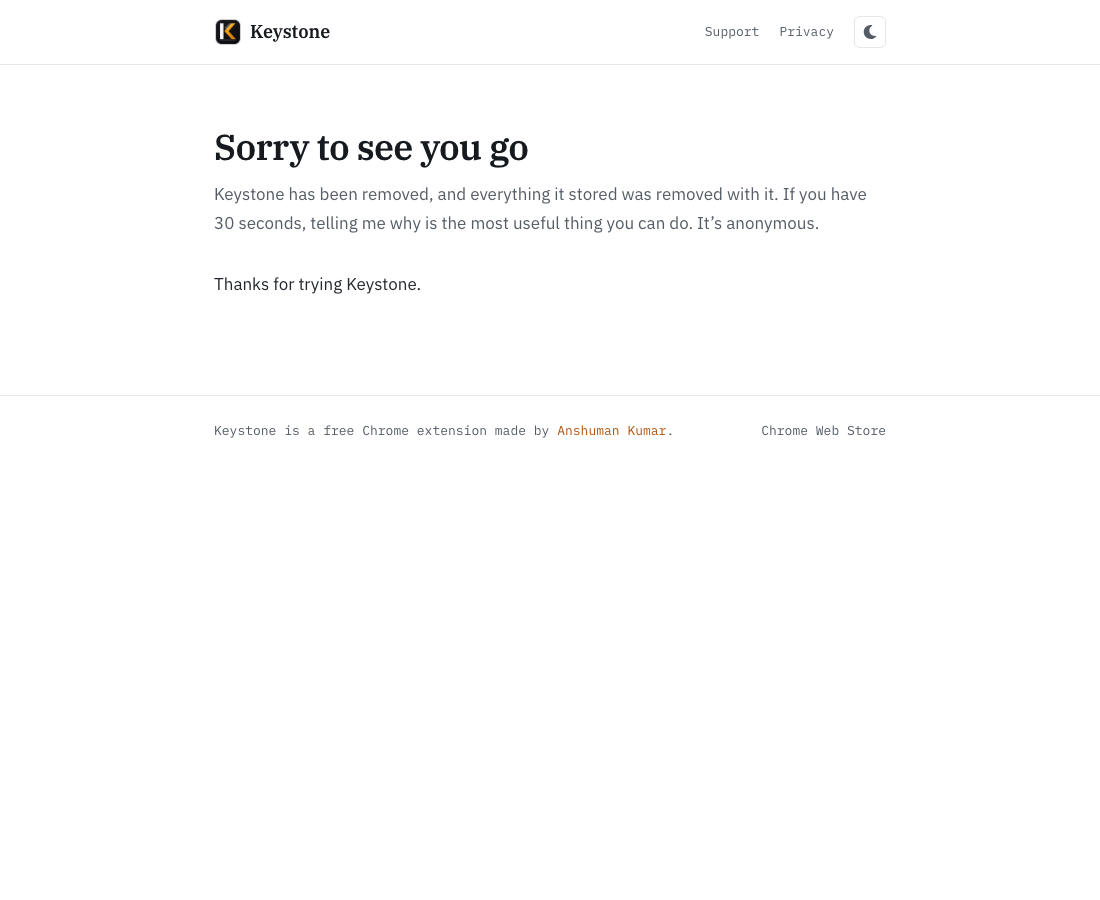 Keystone
Support
Privacy
Sorry to see you go
Keystone has been removed, and everything it stored was removed with it. If you have
30 seconds, telling me why is the most useful thing you can do. It’s anonymous.
Thanks for trying Keystone.
Keystone is a free Chrome extension made by Anshuman Kumar.
Chrome Web Store